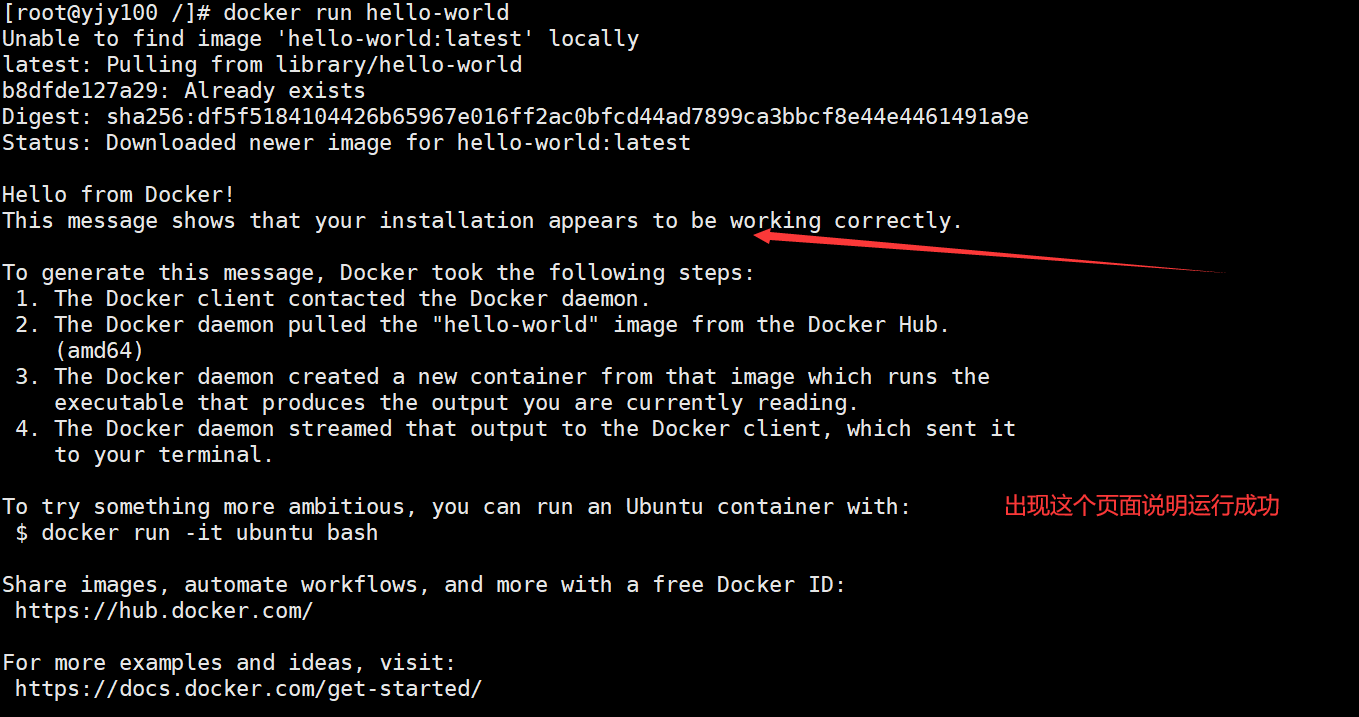 [root@yjy100 /]# docker run hello-world
Unable to find image 'hello-world:latest' locally
latest: Pulling from library/hello-world
b8dfde127a29: Already exists
Digest: sha256:df5f5184104426b65967e016ff2ac0bfcd44ad7899ca3bbcf8e44e4461491a9e
Status: Downloaded newer image for hello-world:latest
Hello from Docker!
This message shows that your installation appears to be working correctly.
To generate this message, Docker took the following steps:
1. The Docker client contacted the Docker daemon.
2. The Docker daemon pulled the "hello-world" image from the Docker Hub.
(amd64)
3. The Docker daemon created a new container from that image which runs the
executable that produces the output you are currently reading.
4. The Docker daemon streamed that output to the Docker client, which sent it
to your terminal.
To try something more ambitious, you can run an Ubuntu container with:
出现这个页面说明运行成功
$ docker run -it ubuntu bash
Share images, automate workflows, and more with a free Docker ID:
https://hub.docker.com/
For more examples and ideas, visit:
https://docs.docker.com/get-started/